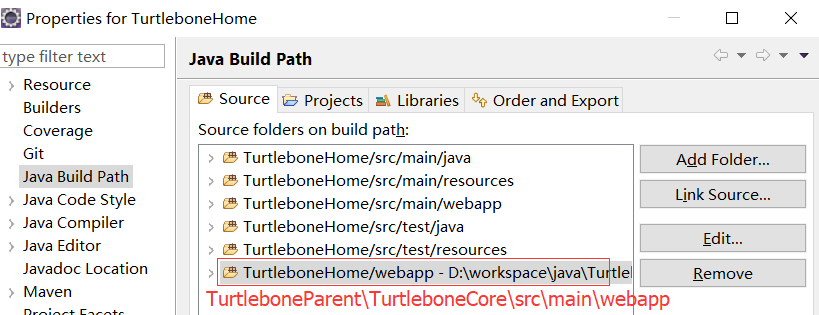 Properties for TurtleboneHome
type filter text
Resource
Builders
Coverage
Git
Java Build Path
Java Code Style
Java Compiler
Java Editor
Javadoc Location
Maven
Project Facets
Java Build Path
Source
Projects
Libraries
Order and Export
Source folders on build path:
TurtleboneHome/src/main/java
TurtleboneHome/src/main/resources
TurtleboneHome/src/main/webapp
TurtleboneHome/src/test/java
TurtleboneHome/src/test/resources
TurtleboneHome/webapp - D:\workspace\java\Turtle
TurtleboneParent\TurtleboneCore\src\main\webapp
Add Folder...
Link Source...
Edit...
Remove